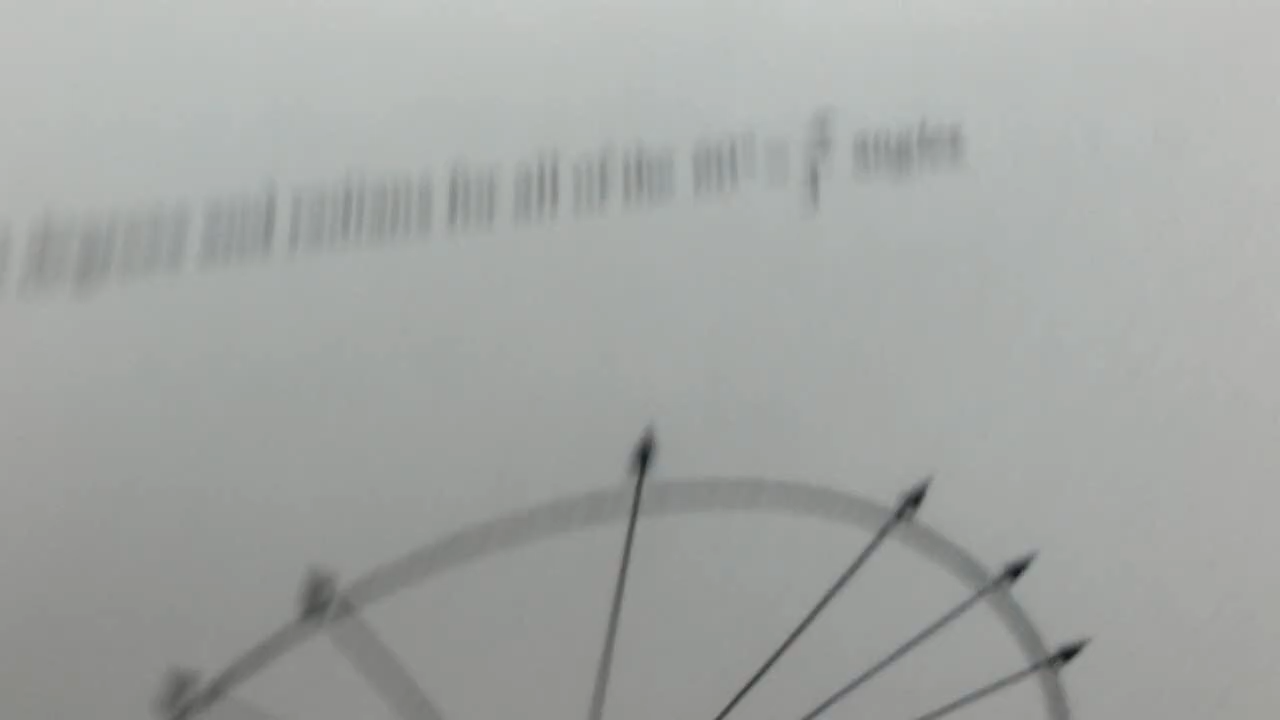 degrees and radians for all of the angles